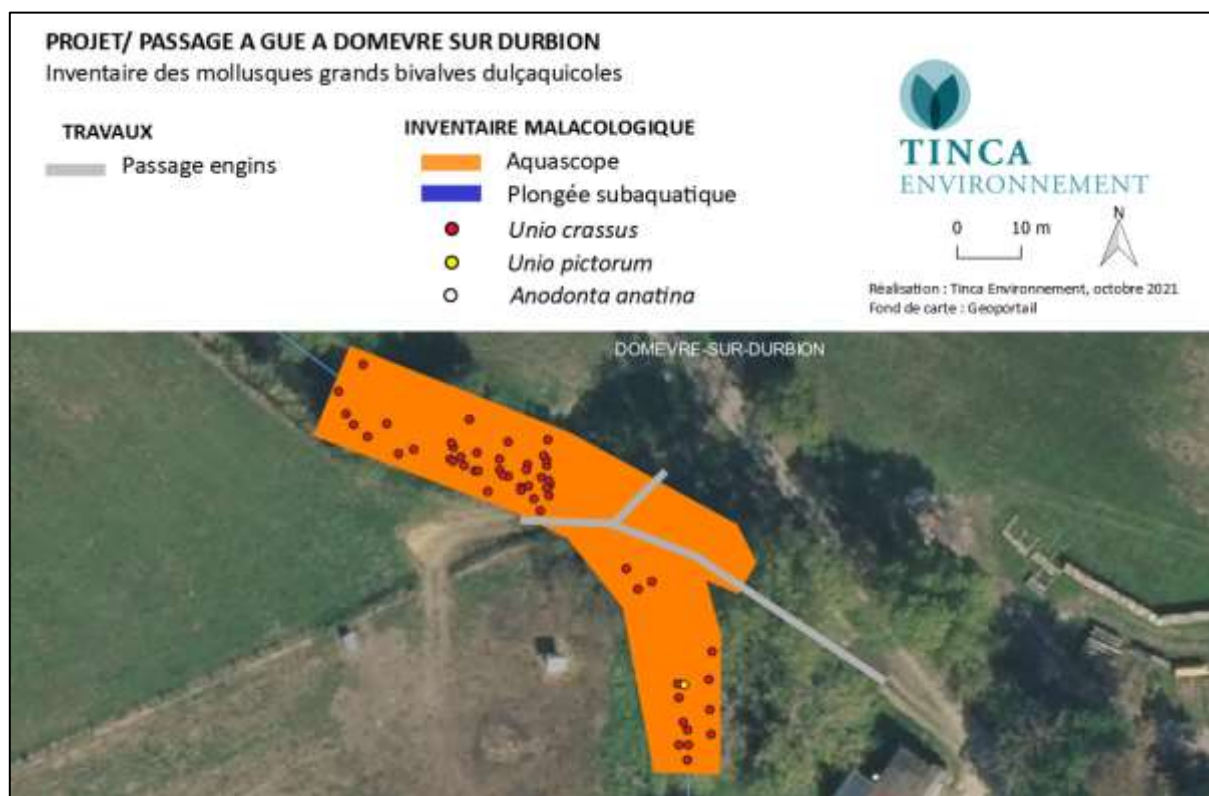 PROJET/ PASSAGE A GUE A DOMEVRE SUR DURBION
Inventaire des mollusques grands bivalves dulçaquicoles
TRAVAUX
Passage engins
INVENTAIRE MALACOLOGIQUE
Aquascope
Plongée subaquatique
Unio crassus
Unio pictorum
Anodonta anatina
TINCA
ENVIRONNEMENT
0 10 m
N
Réalisation : Tinca Environnement, octobre 2021
Fond de carte : Geoportail
DOMEVRE-SUR-DURBION